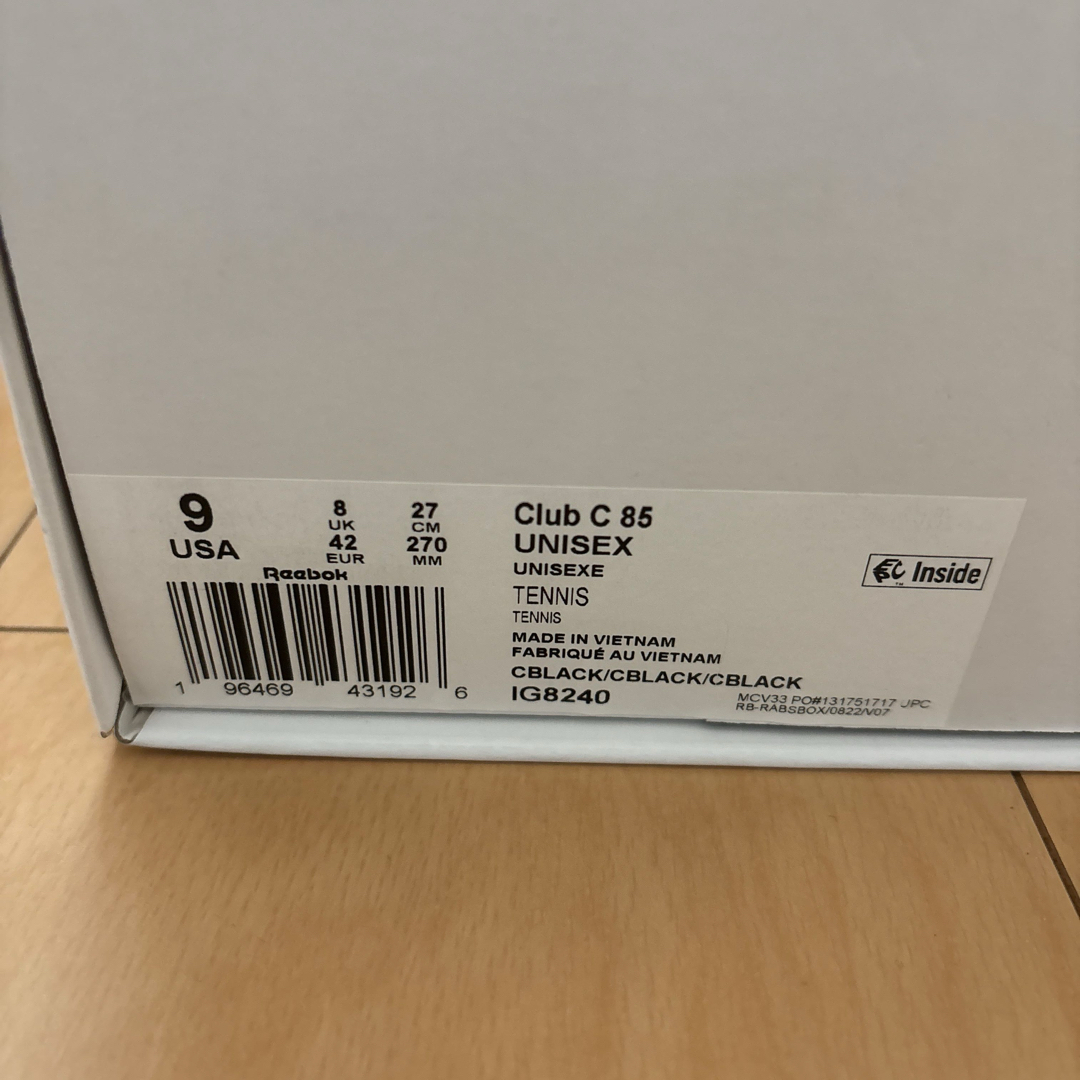 9
USA
8
UK
42
EUR
27
CM
270
MM
Reebok
1 96469 43192 6
Club C 85
UNISEX
UNISEXE
TENNIS
TENNIS
MADE IN VIETNAM
FABRIQUÉ AU VIETNAM
CBLACK/CBLACK/CBLACK
IG8240
MCV33 PO#131751717 JPC
RB-RABSBOX/0822/V07
EC Inside
TM